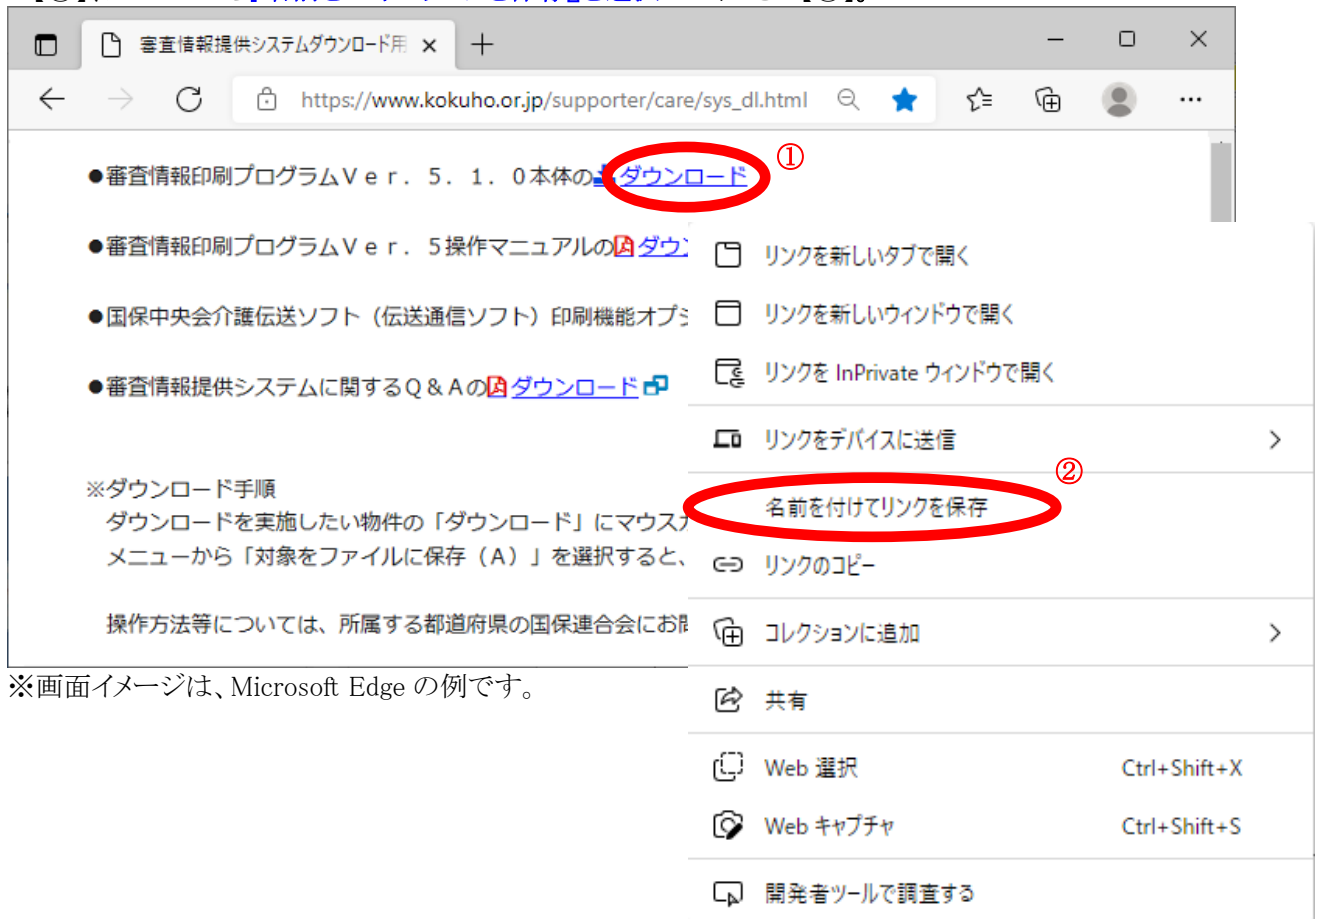 審査情報提供システムダウンロード用
https://www.kokuho.or.jp/supporter/care/sys_dl.html
①
●審査情報印刷プログラムVer.5.1.0本体のダウンロード
●審査情報印刷プログラムVer.5操作マニュアルのダウン
●国保中央会介護伝送ソフト(伝送通信ソフト)印刷機能オプシ
●審査情報提供システムに関するQ&Aのダウンロード
※ダウンロード手順
ダウンロードを実施したい物件の「ダウンロード」にマウスカ
メニューから「対象をファイルに保存(A)」を選択すると、
操作方法等については、所属する都道府県の国保連合会にお問
リンクを新しいタブで開く
リンクを新しいウィンドウで開く
リンクを InPrivate ウィンドウで開く
リンクをデバイスに送信
②
名前を付けてリンクを保存
リンクのコピー
コレクションに追加
共有
Web 選択 Ctrl+Shift+X
Web キャプチャ Ctrl+Shift+S
開発者ツールで調査する
※画面イメージは、Microsoft Edge の例です。